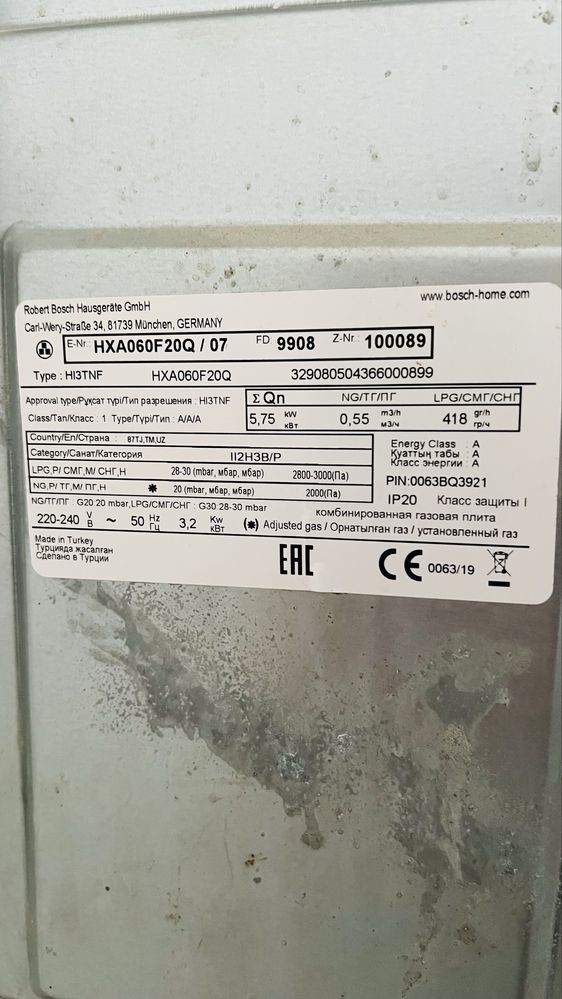 Robert Bosch Hausgeräte GmbH
www.bosch-home.com
Carl-Wery-Straße 34, 81739 München, GERMANY
E-Nr.: HXA060F20Q / 07 FD 9908 Z-Nr.: 100089
Type : HI3TNF HXA060F20Q 329080504366000899
Approval type/Рұқсат түрі/Тип разрешения : HI3TNF
Class/Тап/Класс : 1 Type/Түрі/Тип : A/A/A
Σ Qn NG/ТГ/ПГ LPG/СМГ/СНГ
5,75 kW кВт 0,55 m3/h м3/ч 418 gr/h гр/ч
Country/Ел/Страна : 87TJ,TM,UZ
Category/Санат/Категория II2H3B/P
LPG,P/ СМГ,М/ СНГ,Н 28-30 (mbar, мбар, мбар) 2800-3000(Па)
NG,P/ ТГ,М/ ПГ,Н ✱ 20 (mbar, мбар, мбар) 2000(Па)
Energy Class : A
Қуаттың табы : A
Класс энергии : A
PIN:0063BQ3921
IP20 Класс защиты I
NG/ТГ/ПГ : G20:20 mbar,LPG/СМГ/СНГ : G30:28-30 mbar
комбинированная газовая плита
220-240 V В ~ 50 Hz Гц 3,2 Kw кВт (✱) Adjusted gas / Орнатылған газ / установленный газ
Made in Turkey
Турцияда жасалған
Сделано в Турции
EAC
CE 0063/19